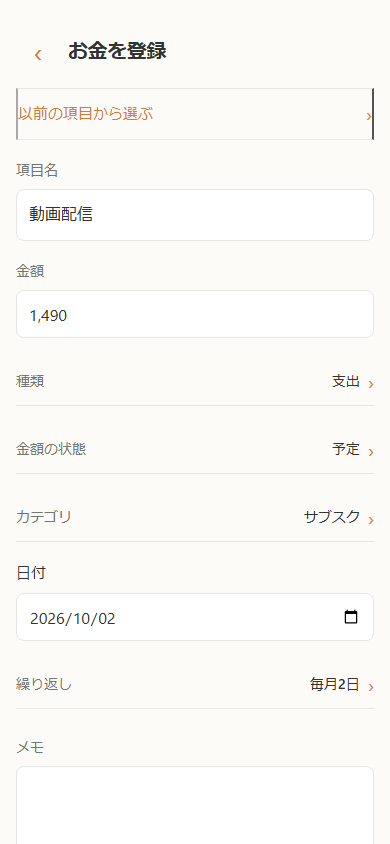 ‹ お金を登録
以前の項目から選ぶ ›
項目名
動画配信
金額
1,490
種類 支出 ›
金額の状態 予定 ›
カテゴリ サブスク ›
日付
2026/10/02
繰り返し 毎月2日 ›
メモ